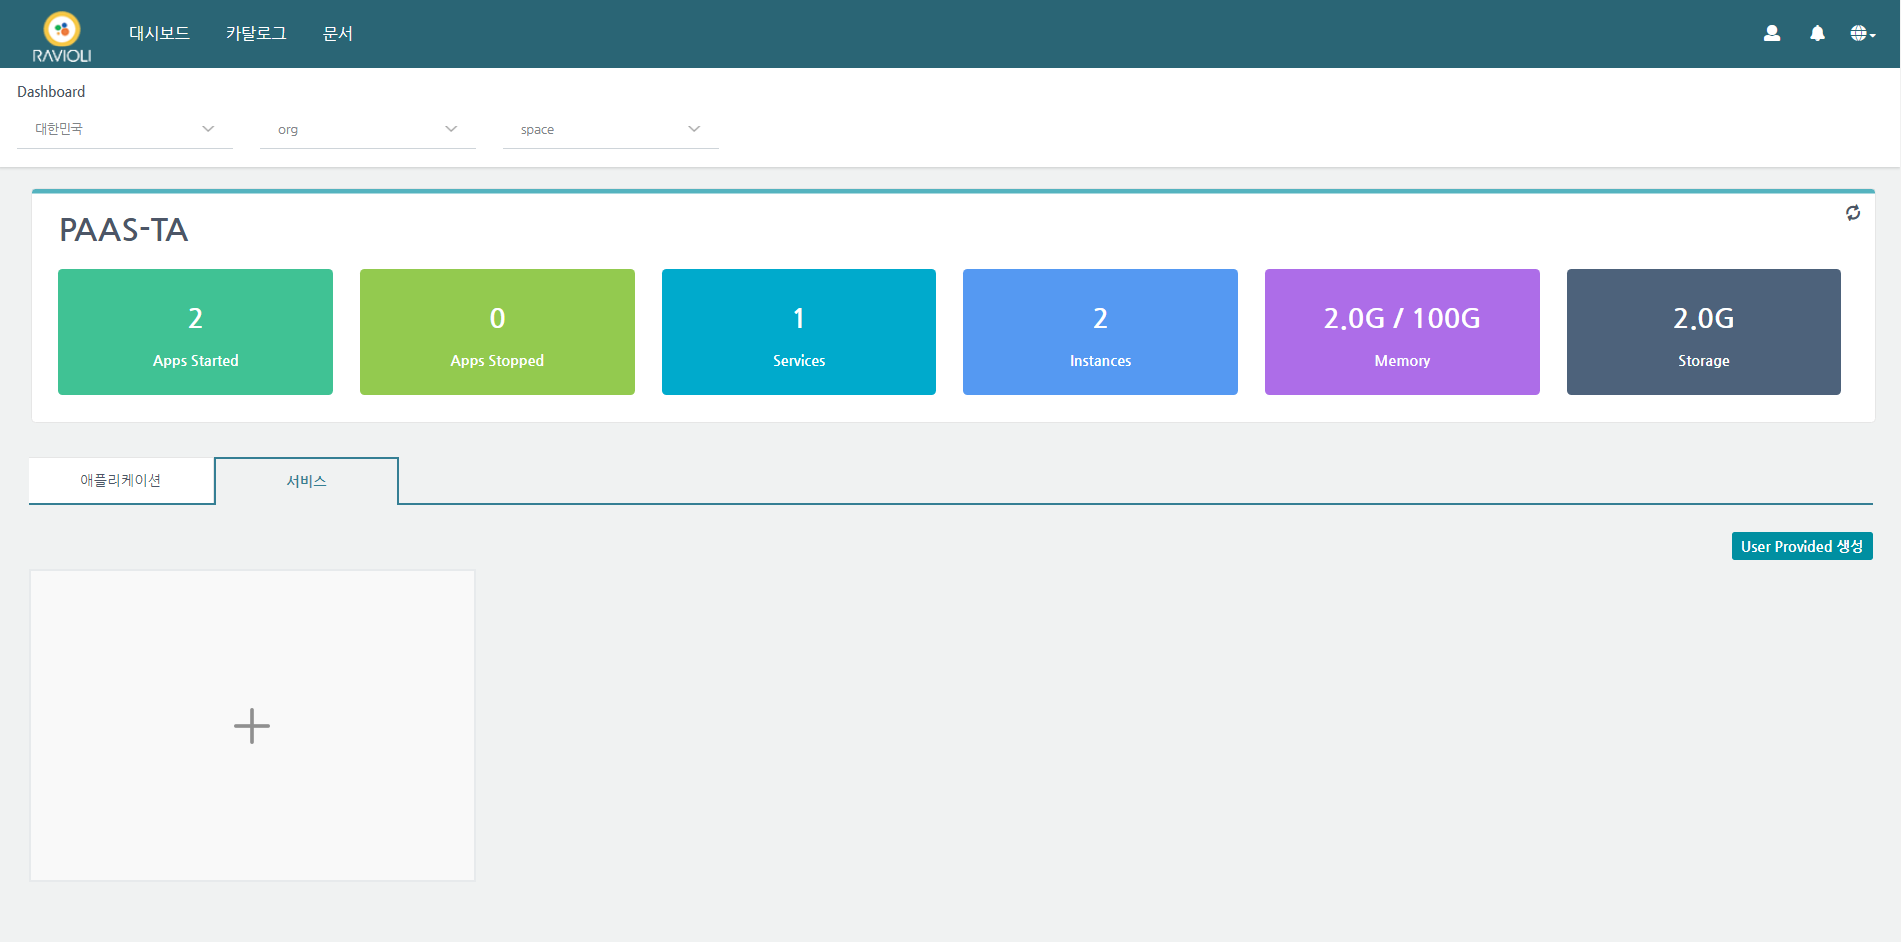 RAVIOLI
대시보드 카탈로그 문서
Dashboard
대한민국 org space
PAAS-TA
2 0 1 2 2.0G / 100G 2.0G
Apps Started Apps Stopped Services Instances Memory Storage
애플리케이션 서비스
User Provided 생성